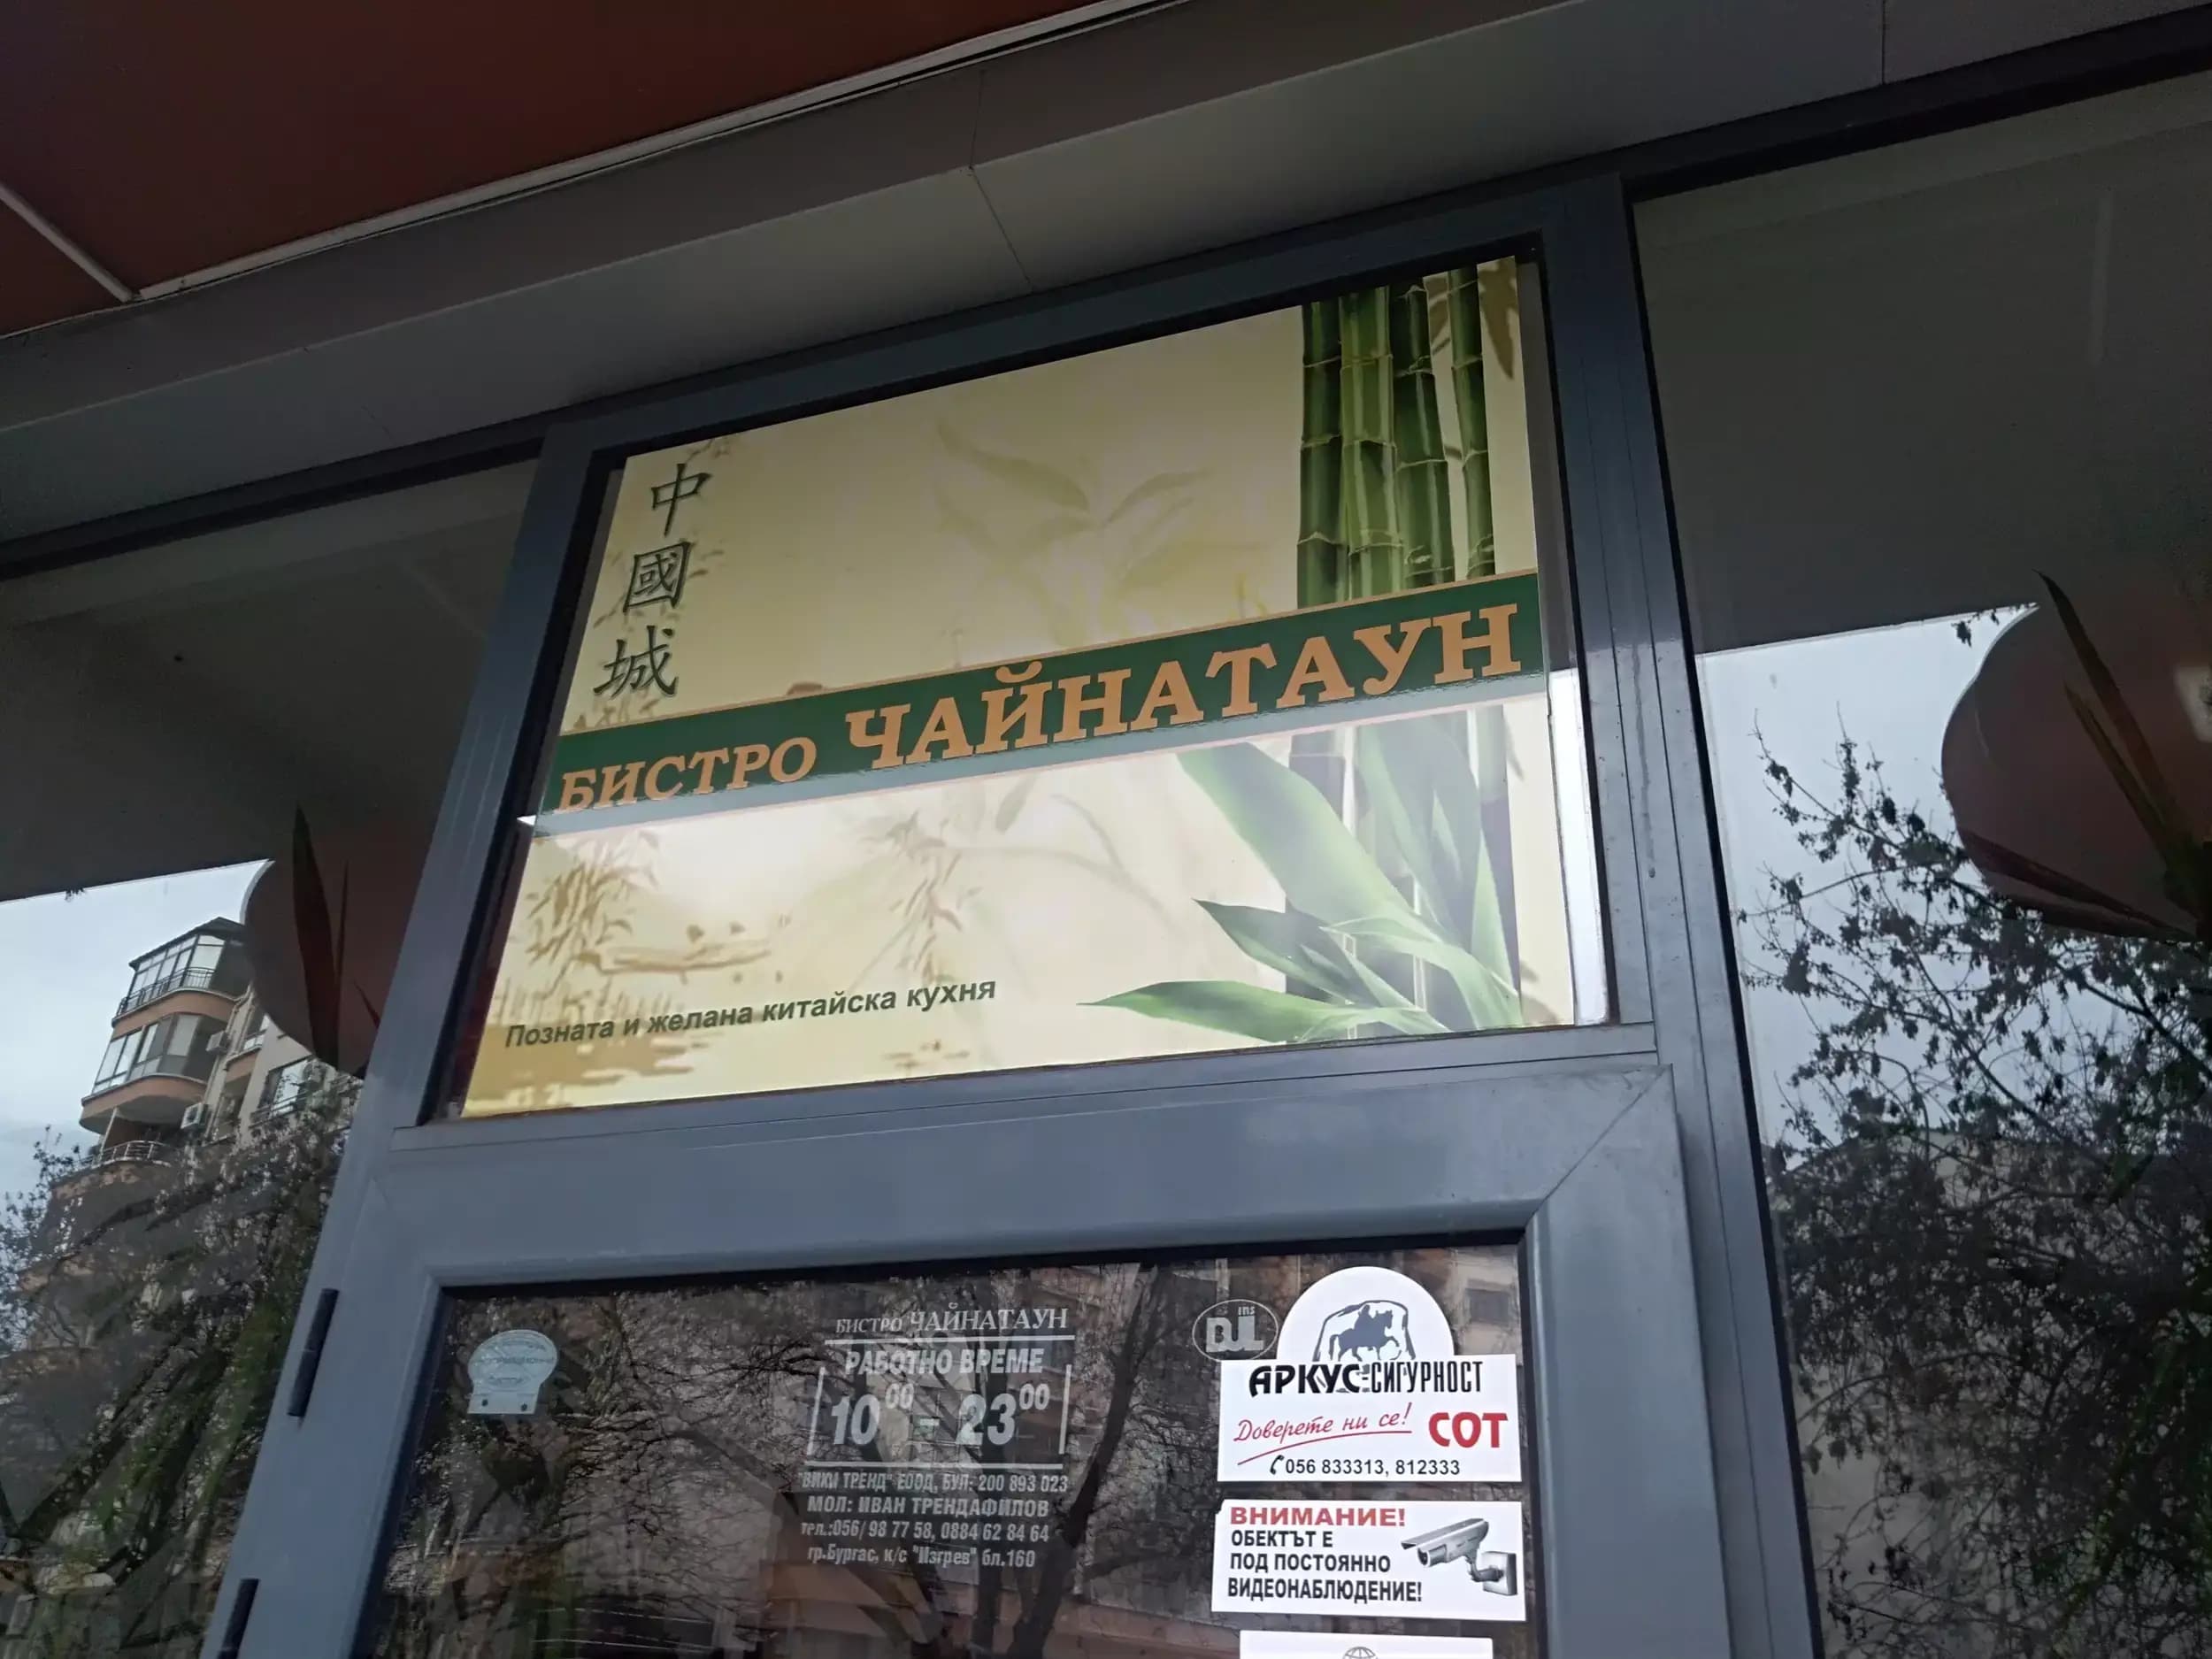 中
國
城
БИСТРО ЧАЙНАТАУН
Позната и желана китайска кухня
БИСТРО ЧАЙНАТАУН
РАБОТНО ВРЕМЕ
10 00 - 23 00
"ВИКИ ТРЕНД" ЕООД, БУЛ: 200 893 023
МОЛ: ИВАН ТРЕНДАФИЛОВ
тел.:056/ 98 77 58, 0884 62 84 64
гр.Бургас, к/с "Изгрев" бл.160
ins
DJL
АРКУС-СИГУРНОСТ
Доверете ни се! СОТ
056 833313, 812333
ВНИМАНИЕ!
ОБЕКТЪТ Е
ПОД ПОСТОЯННО
ВИДЕОНАБЛЮДЕНИЕ!